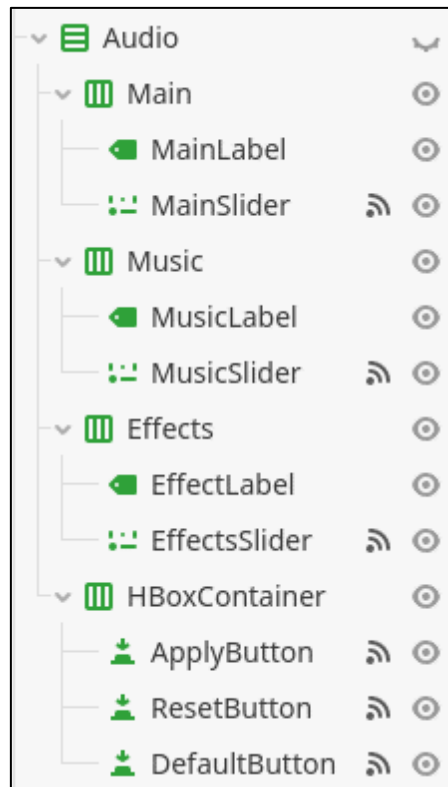 Audio
Main
MainLabel
MainSlider
Music
MusicLabel
MusicSlider
Effects
EffectLabel
EffectsSlider
HBoxContainer
ApplyButton
ResetButton
DefaultButton